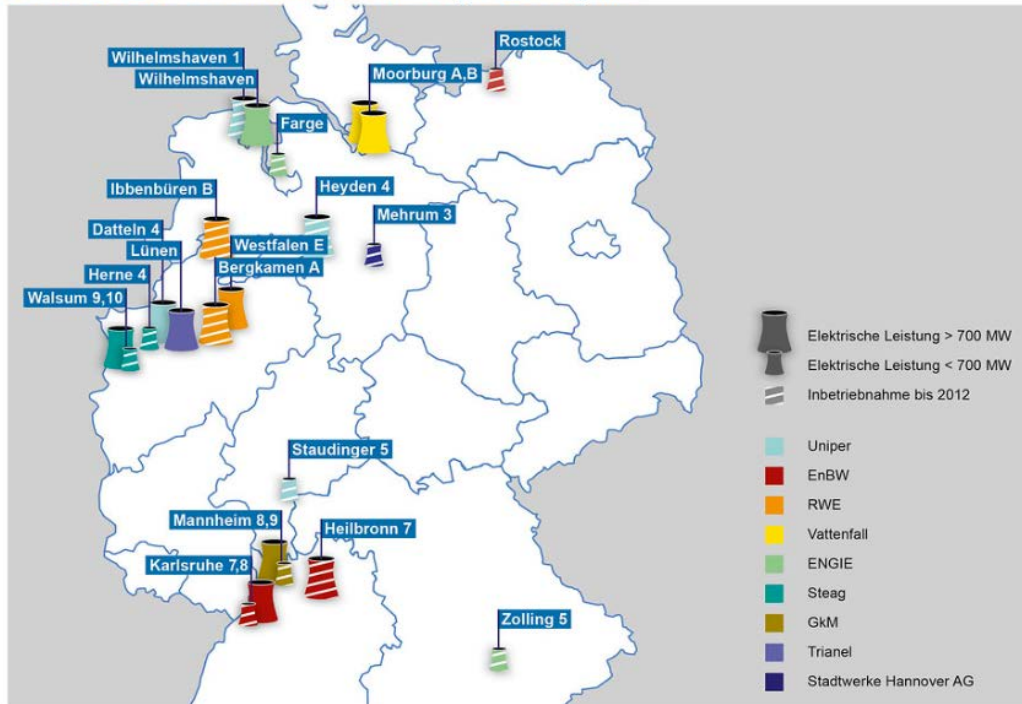 Rostock
Wilhelmshaven 1
Moorburg A,B
Wilhelmshaven
Farge
Ibbenbüren B
Heyden 4
Mehrum 3
Datteln 4
Westfalen E
Lünen
Bergkamen A
Herne 4
Walsum 9,10
Elektrische Leistung > 700 MW
Elektrische Leistung < 700 MW
Inbetriebnahme bis 2012
Staudinger 5
Uniper
EnBW
RWE
Mannheim 8,9
Heilbronn 7
Vattenfall
Karlsruhe 7,8
ENGIE
Steag
Zolling 5
GkM
Trianel
Stadtwerke Hannover AG